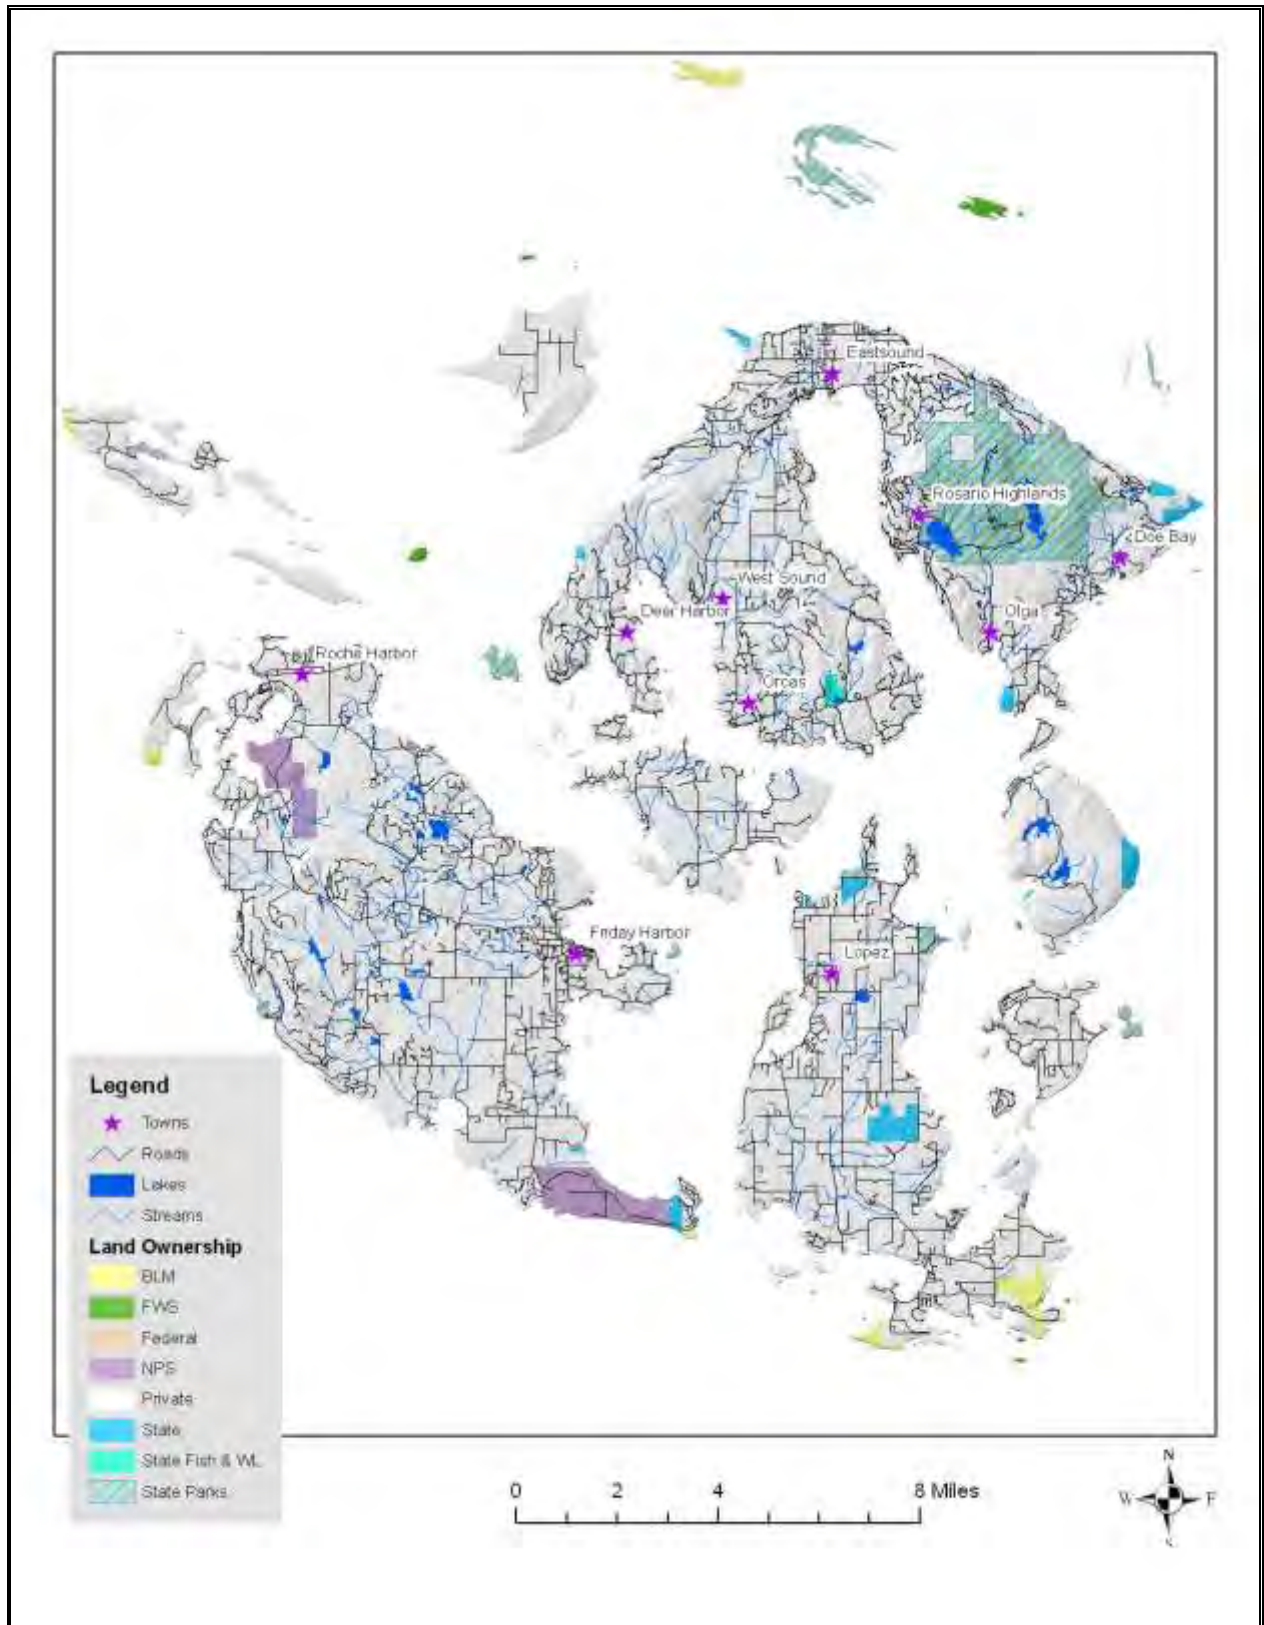 Eastsound
Rosario Highlands
Doe Bay
West Sound
Deer Harbor
Olga
Roche Harbor
Orcas
Friday Harbor
Lopez
Legend
Towns
Roads
Lakes
Streams
Land Ownership
BLM
FWS
Federal
NPS
Private
State
State Fish & WL
State Parks
0 2 4 8 Miles
N
W E
S